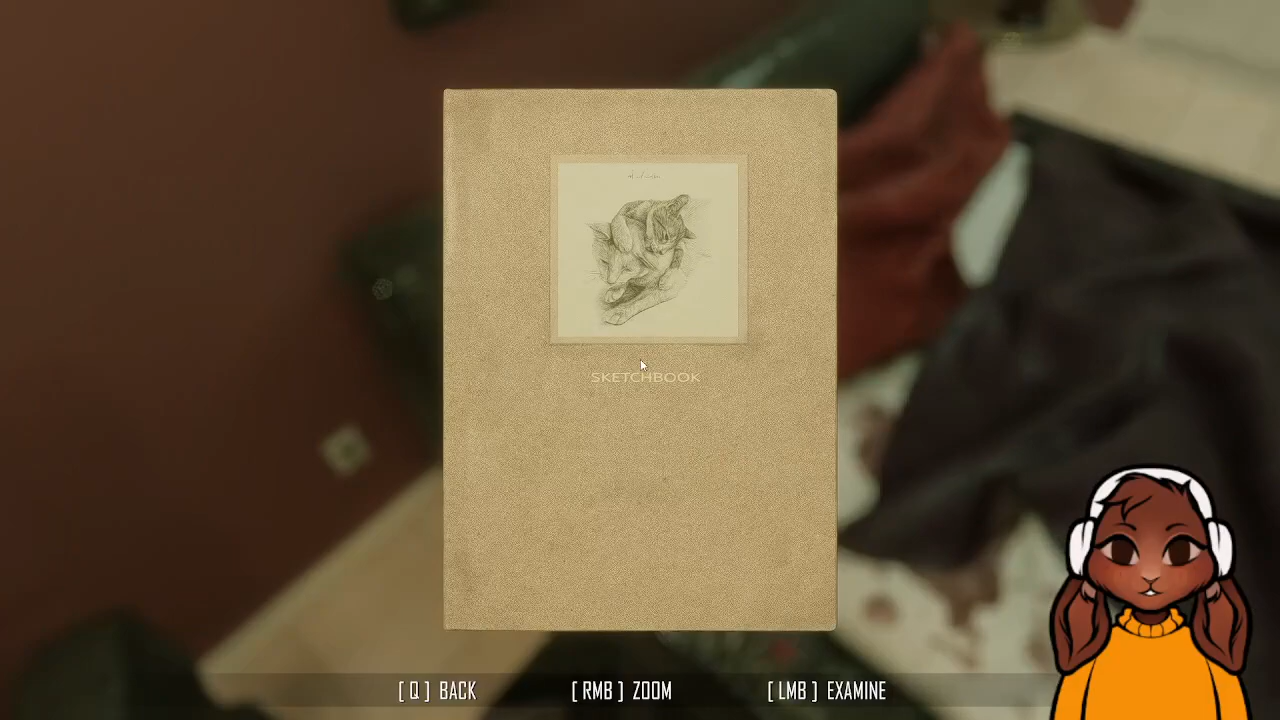 SKETCHBOOK
[ Q ] BACK
[ RMB ] ZOOM
[ LMB ] EXAMINE